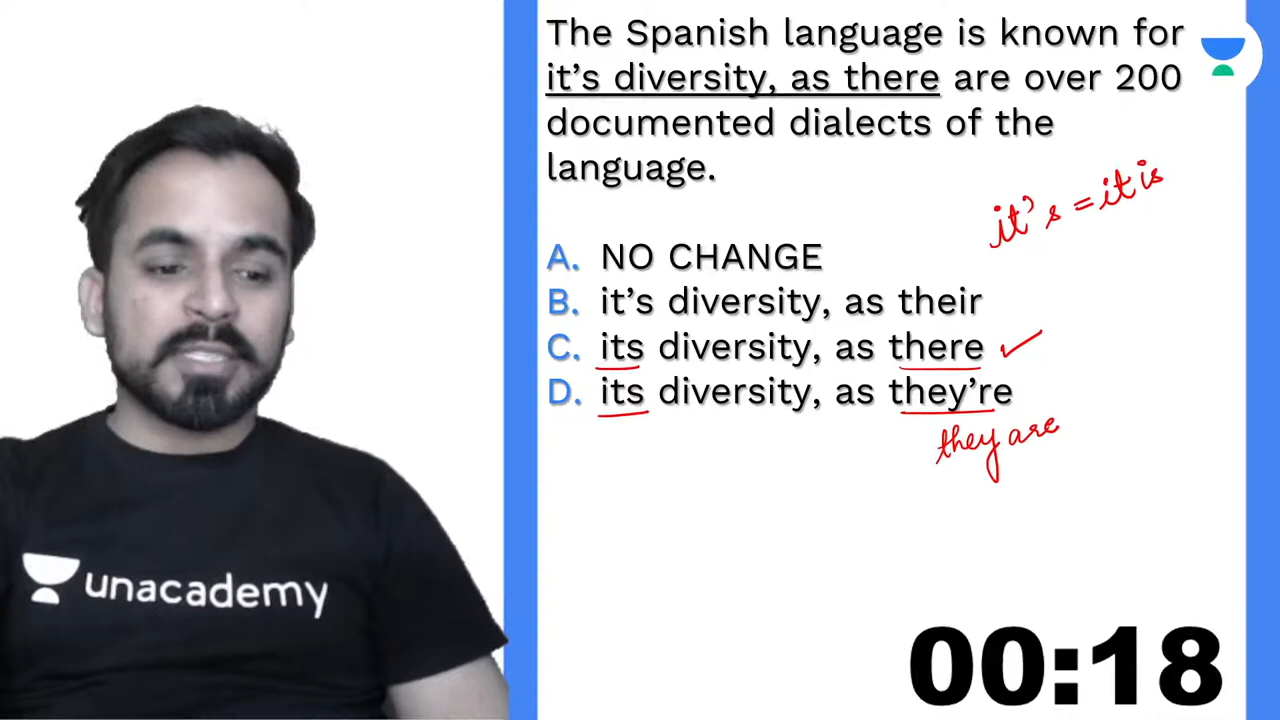 The Spanish language is known for
it’s diversity, as there are over 200
documented dialects of the
language.
it's = it is
A. NO CHANGE
B. it’s diversity, as their
C. its diversity, as there
D. its diversity, as they’re
they are
unacademy
00:18